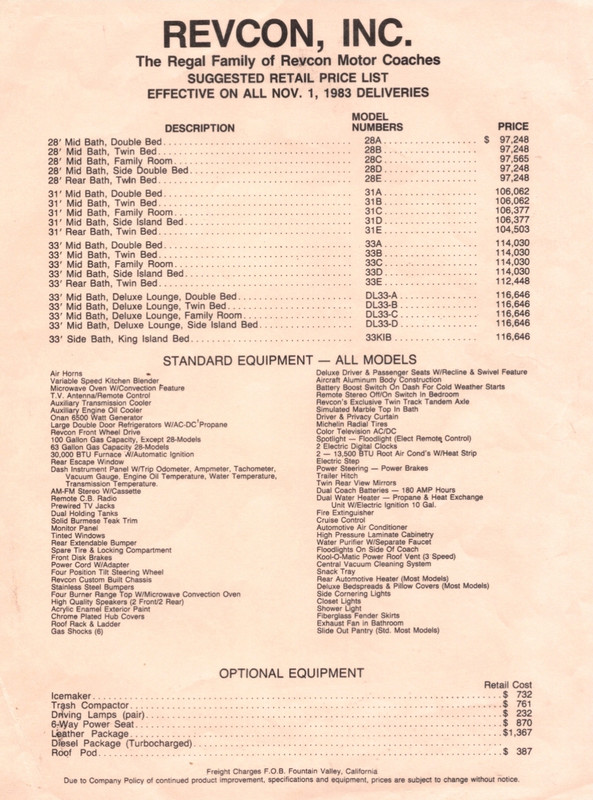 REVCON, INC.
The Regal Family of Revcon Motor Coaches
SUGGESTED RETAIL PRICE LIST
EFFECTIVE ON ALL NOV. 1, 1983 DELIVERIES
DESCRIPTION MODEL NUMBERS PRICE
28' Mid Bath, Double Bed 28A $ 97,248
28' Mid Bath, Twin Bed 28B 97,248
28' Mid Bath, Family Room 28C 97,565
28' Mid Bath, Side Double Bed 28D 97,248
28' Rear Bath, Twin Bed 28E 97,248
31' Mid Bath, Double Bed 31A 106,062
31' Mid Bath, Twin Bed 31B 106,062
31' Mid Bath, Family Room 31C 106,377
31' Mid Bath, Side Island Bed 31D 106,377
31' Rear Bath, Twin Bed 31E 104,503
33' Mid Bath, Double Bed 33A 114,030
33' Mid Bath, Twin Bed 33B 114,030
33' Mid Bath, Family Room 33C 114,030
33' Mid Bath, Side Island Bed 33D 114,030
33' Rear Bath, Twin Bed 33E 112,448
33' Mid Bath, Deluxe Lounge, Double Bed DL33-A 116,646
33' Mid Bath, Deluxe Lounge, Twin Bed DL33-B 116,646
33' Mid Bath, Deluxe Lounge, Family Room DL33-C 116,646
33' Mid Bath, Deluxe Lounge, Side Island Bed DL33-D 116,646
33' Side Bath, King Island Bed 33KIB 116,646
STANDARD EQUIPMENT — ALL MODELS
Air Horns
Variable Speed Kitchen Blender
Microwave Oven W/Convection Feature
T.V. Antenna/Remote Control
Auxiliary Transmission Cooler
Auxiliary Engine Oil Cooler
Onan 6500 Watt Generator
Large Double Door Refrigerators W/AC-DC Propane
Revcon Front Wheel Drive
100 Gallon Gas Capacity, Except 28-Models
63 Gallon Gas Capacity 28-Models
30,000 BTU Furnace W/Automatic Ignition
Rear Escape Window
Dash Instrument Panel W/Trip Odometer, Ampmeter, Tachometer,
Vacuum Gauge, Engine Oil Temperature, Water Temperature,
Transmission Temperature.
AM-FM Stereo W/Cassette
Remote C.B. Radio
Prewired TV Jacks
Dual Holding Tanks
Solid Burmese Teak Trim
Monitor Panel
Tinted Windows
Rear Extendable Bumper
Spare Tire & Locking Compartment
Front Disk Brakes
Power Cord W/Adapter
Four Position Tilt Steering Wheel
Revcon Custom Built Chassis
Stainless Steel Bumpers
Four Burner Range Top W/Microwave Convection Oven
High Quality Speakers (2 Front/2 Rear)
Acrylic Enamel Exterior Paint
Chrome Plated Hub Covers
Roof Rack & Ladder
Gas Shocks (6)
Deluxe Driver & Passenger Seats W/Recline & Swivel Feature
Aircraft Aluminum Body Construction
Battery Boost Switch On Dash For Cold Weather Starts
Remote Stereo Off/On Switch In Bedroom
Revcon's Exclusive Twin Track Tandem Axle
Simulated Marble Top In Bath
Driver & Privacy Curtain
Michelin Radial Tires
Color Television AC/DC
Spotlight — Floodlight (Elect Remote Control)
2 Electric Digital Clocks
2 — 13,500 BTU Roof Air Cond's W/Heat Strip
Electric Step
Power Steering — Power Brakes
Trailer Hitch
Twin Rear View Mirrors
Dual Coach Batteries — 180 AMP Hours
Dual Water Heater — Propane & Heat Exchange
Unit W/Electric Ignition 10 Gal.
Fire Extinguisher
Cruise Control
Automotive Air Conditioner
High Pressure Laminate Cabinetry
Water Purifier W/Separate Faucet
Floodlights On Side Of Coach
Kool-O-Matic Power Roof Vent (3 Speed)
Central Vacuum Cleaning System
Snack Tray
Rear Automotive Heater (Most Models)
Deluxe Bedspreads & Pillow Covers (Most Models)
Side Cornering Lights
Closet Lights
Shower Light
Fiberglass Fender Skirts
Exhaust Fan in Bathroom
Slide Out Pantry (Std. Most Models)
OPTIONAL EQUIPMENT
Retail Cost
Icemaker $ 732
Trash Compactor $ 761
Driving Lamps (pair) $ 232
6-Way Power Seat $ 870
Leather Package $1,367
Diesel Package (Turbocharged)
Roof Pod $ 387
Freight Charges F.O.B. Fountain Valley, California
Due to Company Policy of continued product improvement, specifications and equipment, prices are subject to change without notice.